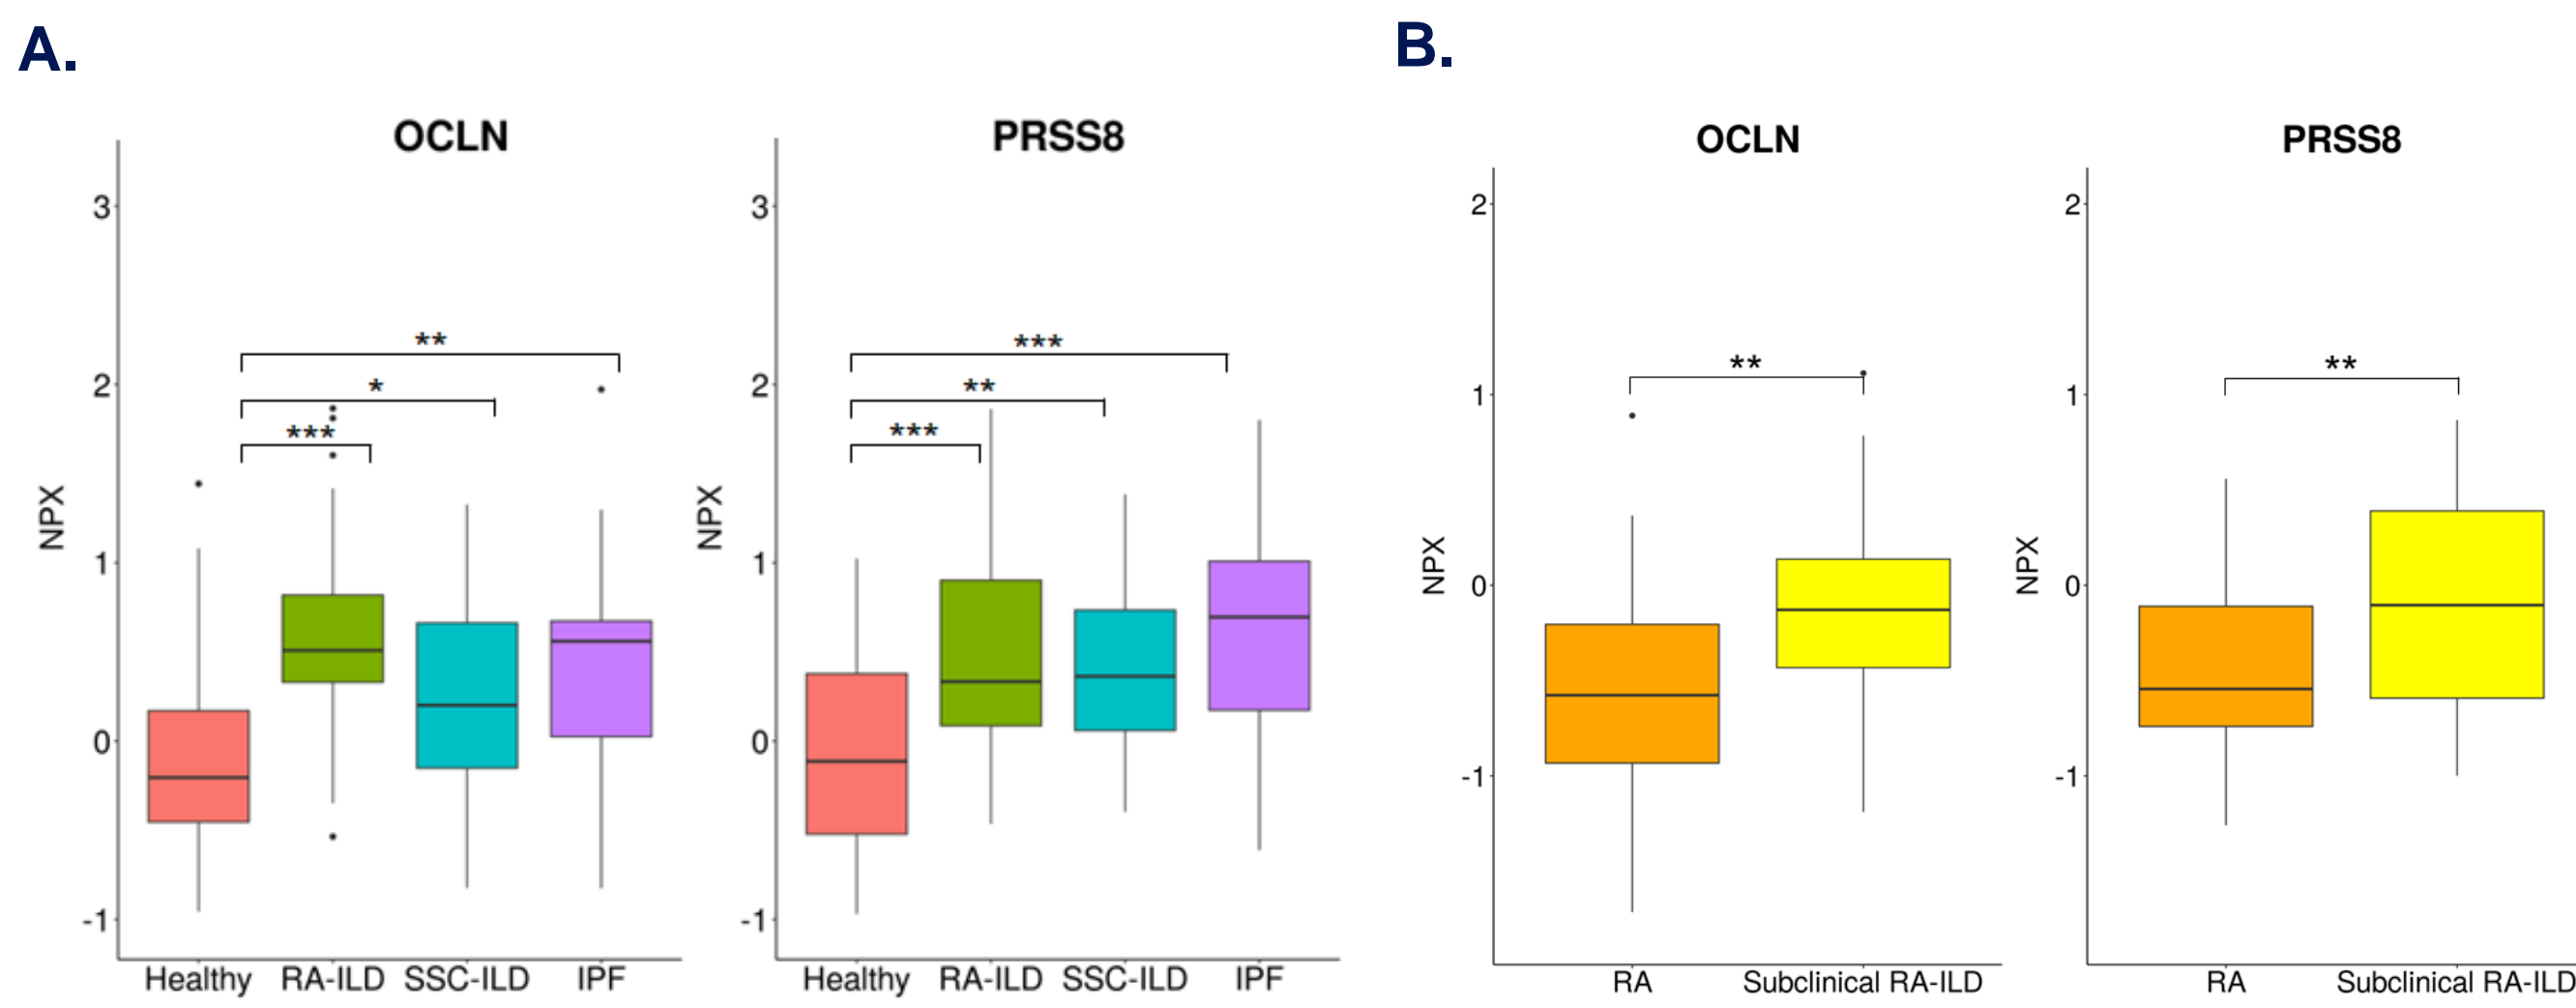 A.
B.
OCLN
3
2
1
0
-1
NPX
**
*
***
Healthy RA-ILD SSC-ILD IPF
PRSS8
3
2
1
0
-1
NPX
***
**
***
Healthy RA-ILD SSC-ILD IPF
OCLN
2
1
0
-1
NPX
**
RA Subclinical RA-ILD
PRSS8
2
1
0
-1
NPX
**
RA Subclinical RA-ILD